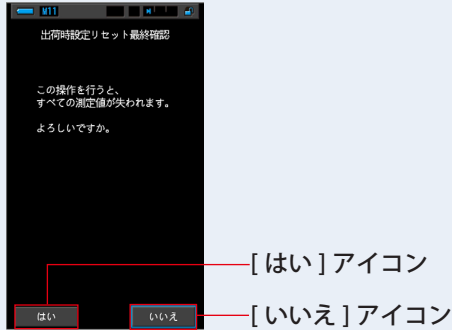 M11
出荷時設定リセット最終確認
この操作を行うと、
すべての測定値が失われます。
よろしいですか。
[ はい ] アイコン
はい
いいえ
[ いいえ ] アイコン